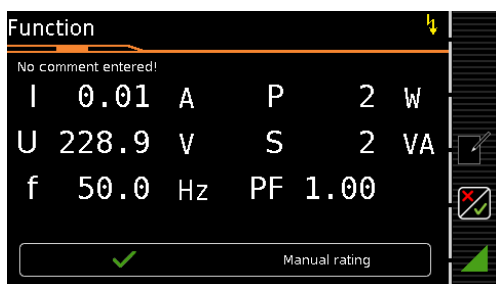 Function
No comment entered!
I 0.01 A P 2 W
U 228.9 V S 2 VA
f 50.0 Hz PF 1.00
Manual rating